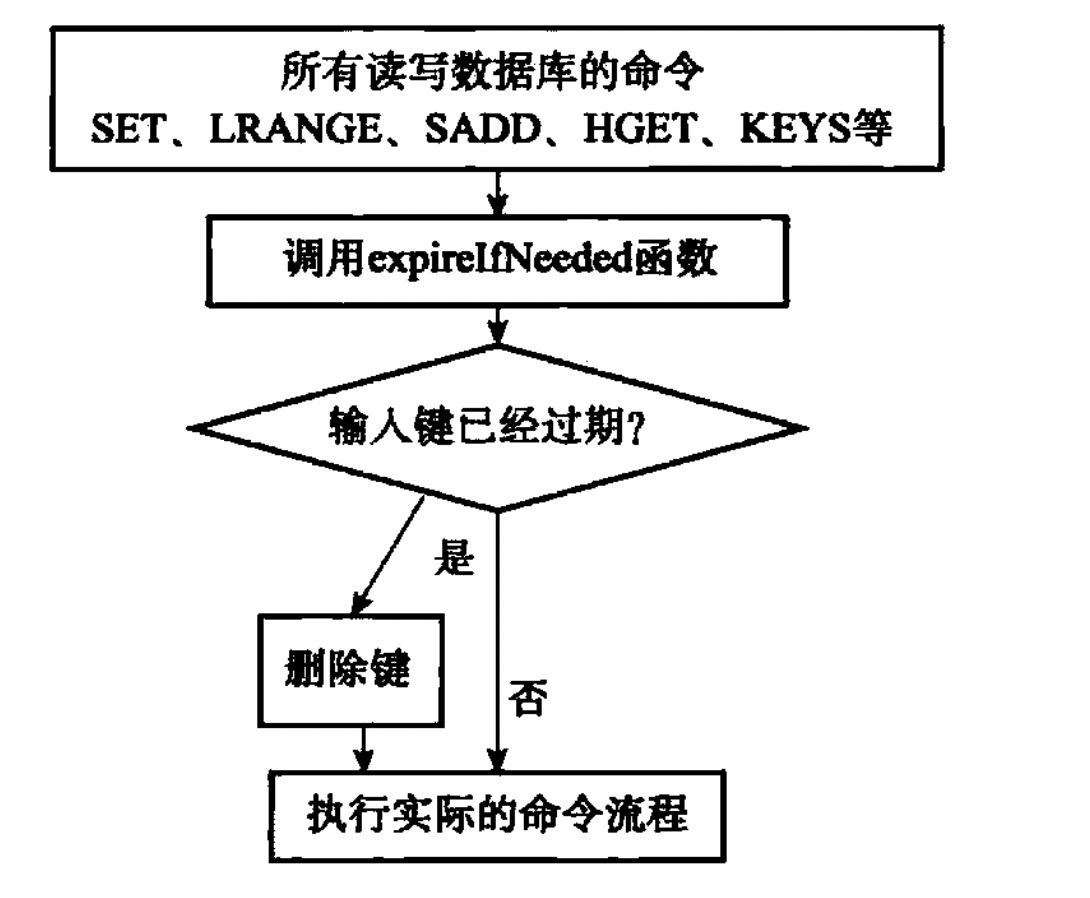 所有读写数据库的命令
SET、LRANGE、SADD、HGET、KEYS等
调用expireIfNeeded函数
输入键已经过期?
是
删除键
否
执行实际的命令流程